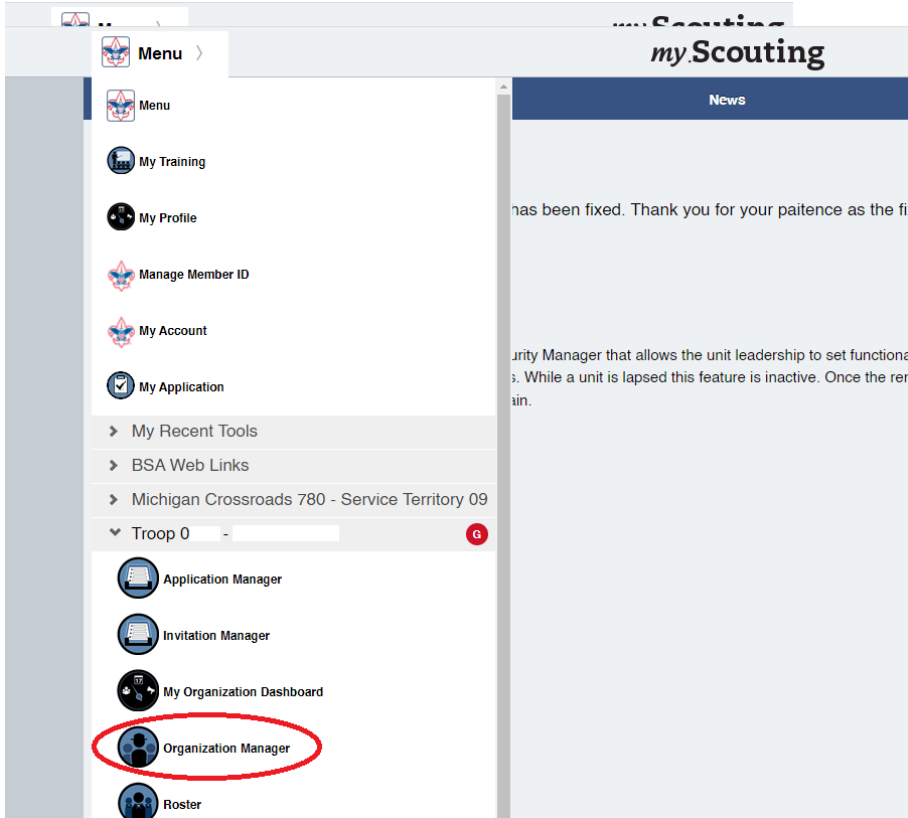 my.Scouting
Menu
my.Scouting
News
Menu
My Training
My Profile
has been fixed. Thank you for your paitence as the fi
Manage Member ID
My Account
urity Manager that allows the unit leadership to set functiona
s. While a unit is lapsed this feature is inactive. Once the rer
ain.
My Application
My Recent Tools
BSA Web Links
Michigan Crossroads 780 - Service Territory 09
Troop 0 -
G
Application Manager
Invitation Manager
My Organization Dashboard
Organization Manager
Roster